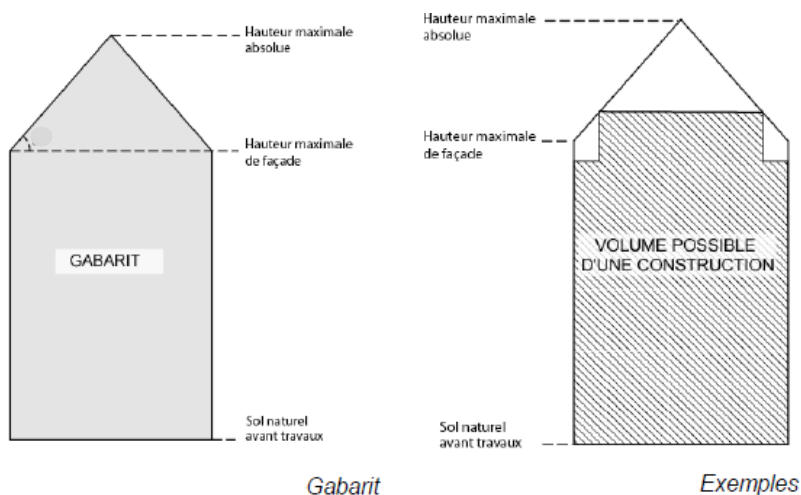 Hauteur maximale
absolue
Hauteur maximale
de façade
GABARIT
Sol naturel
avant travaux
Gabarit
Hauteur maximale
absolue
Hauteur maximale
de façade
VOLUME POSSIBLE
D'UNE CONSTRUCTION
Sol naturel
avant travaux
Exemples